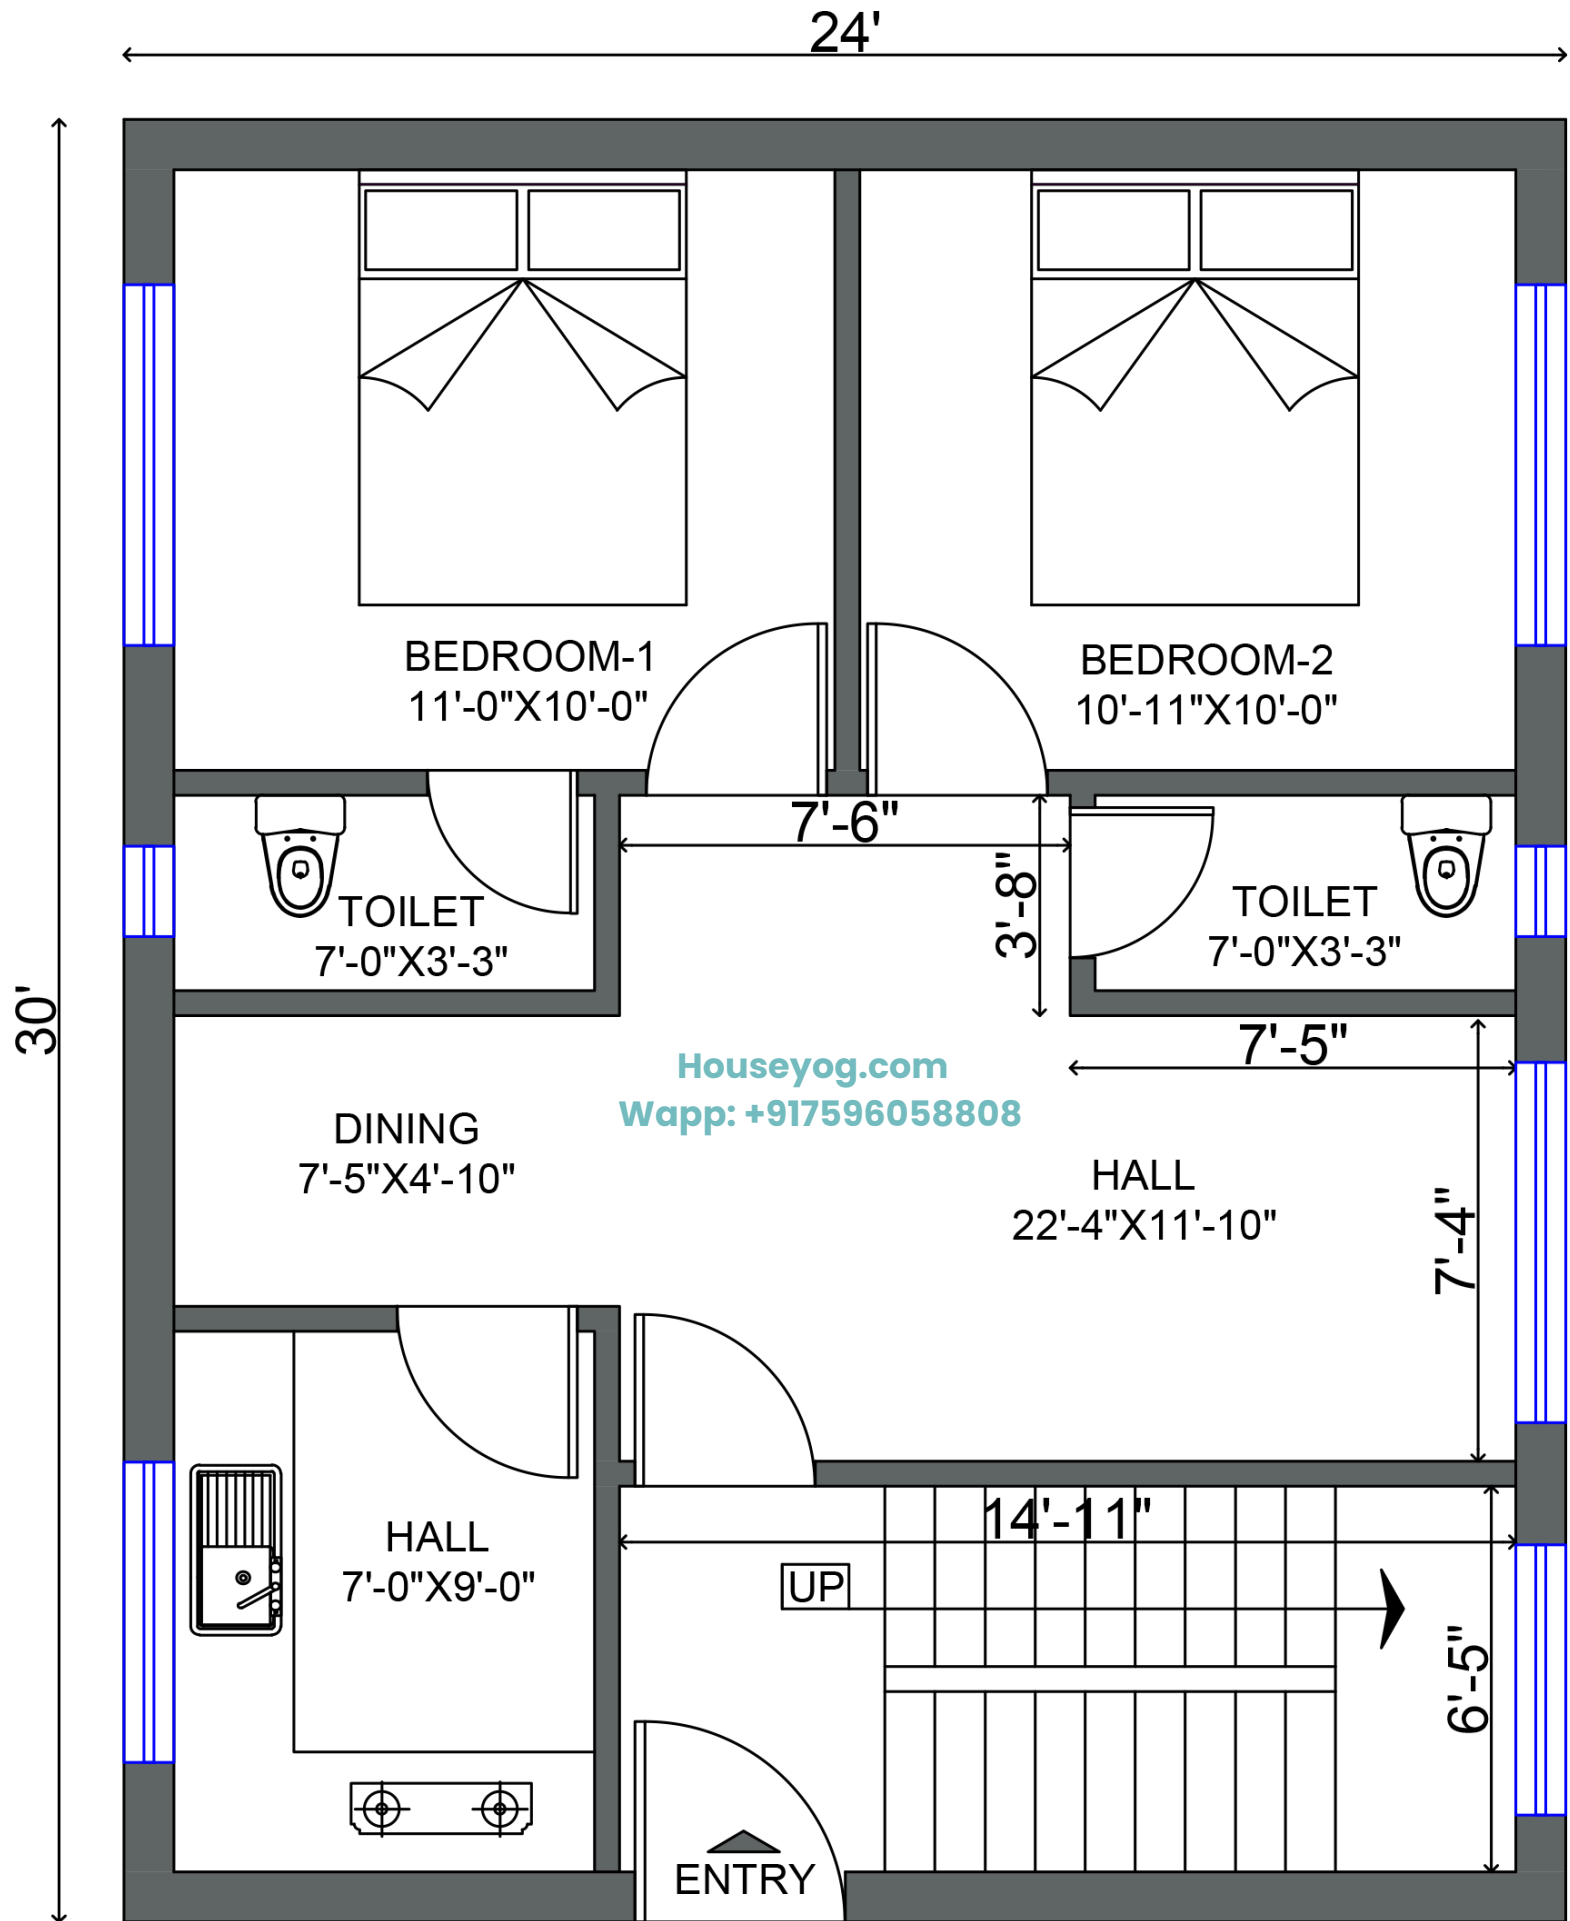 24'
30'
BEDROOM-1
11'-0"X10'-0"
BEDROOM-2
10'-11"X10'-0"
7'-6"
3'-8"
TOILET
7'-0"X3'-3"
TOILET
7'-0"X3'-3"
7'-5"
Houseyog.com
Wapp: +917596058808
DINING
7'-5"X4'-10"
HALL
22'-4"X11'-10"
7'-4"
14'-11"
HALL
7'-0"X9'-0"
UP
6'-5"
ENTRY